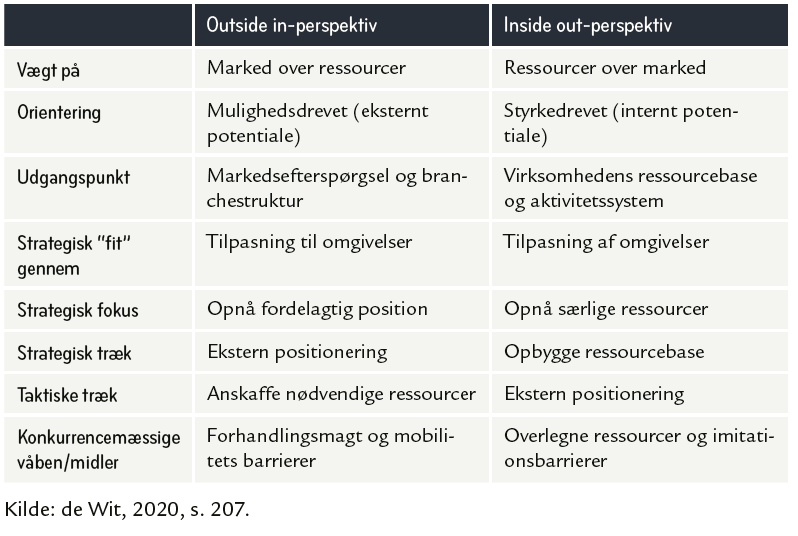 Outside in-perspektiv Inside out-perspektiv
Vægt på Marked over ressourcer Ressourcer over marked
Orientering Mulighedsdrevet (eksternt Styrkedrevet (internt poten-
potentiale) tiale)
Udgangspunkt Markedsefterspørgsel og bran- Virksomhedens ressourcebase
chestruktur og aktivitetssystem
Strategisk "fit" Tilpasning til omgivelser Tilpasning af omgivelser
gennem
Strategisk fokus Opnå fordelagtig position Opnå særlige ressourcer
Strategisk træk Ekstern positionering Opbygge ressourcebase
Taktiske træk Anskaffe nødvendige ressourcer Ekstern positionering
Konkurrencemæssige Forhandlingsmagt og mobili- Overlegne ressourcer og imitati-
våben/midler tets barrierer onsbarrierer
Kilde: de Wit, 2020, s. 207.